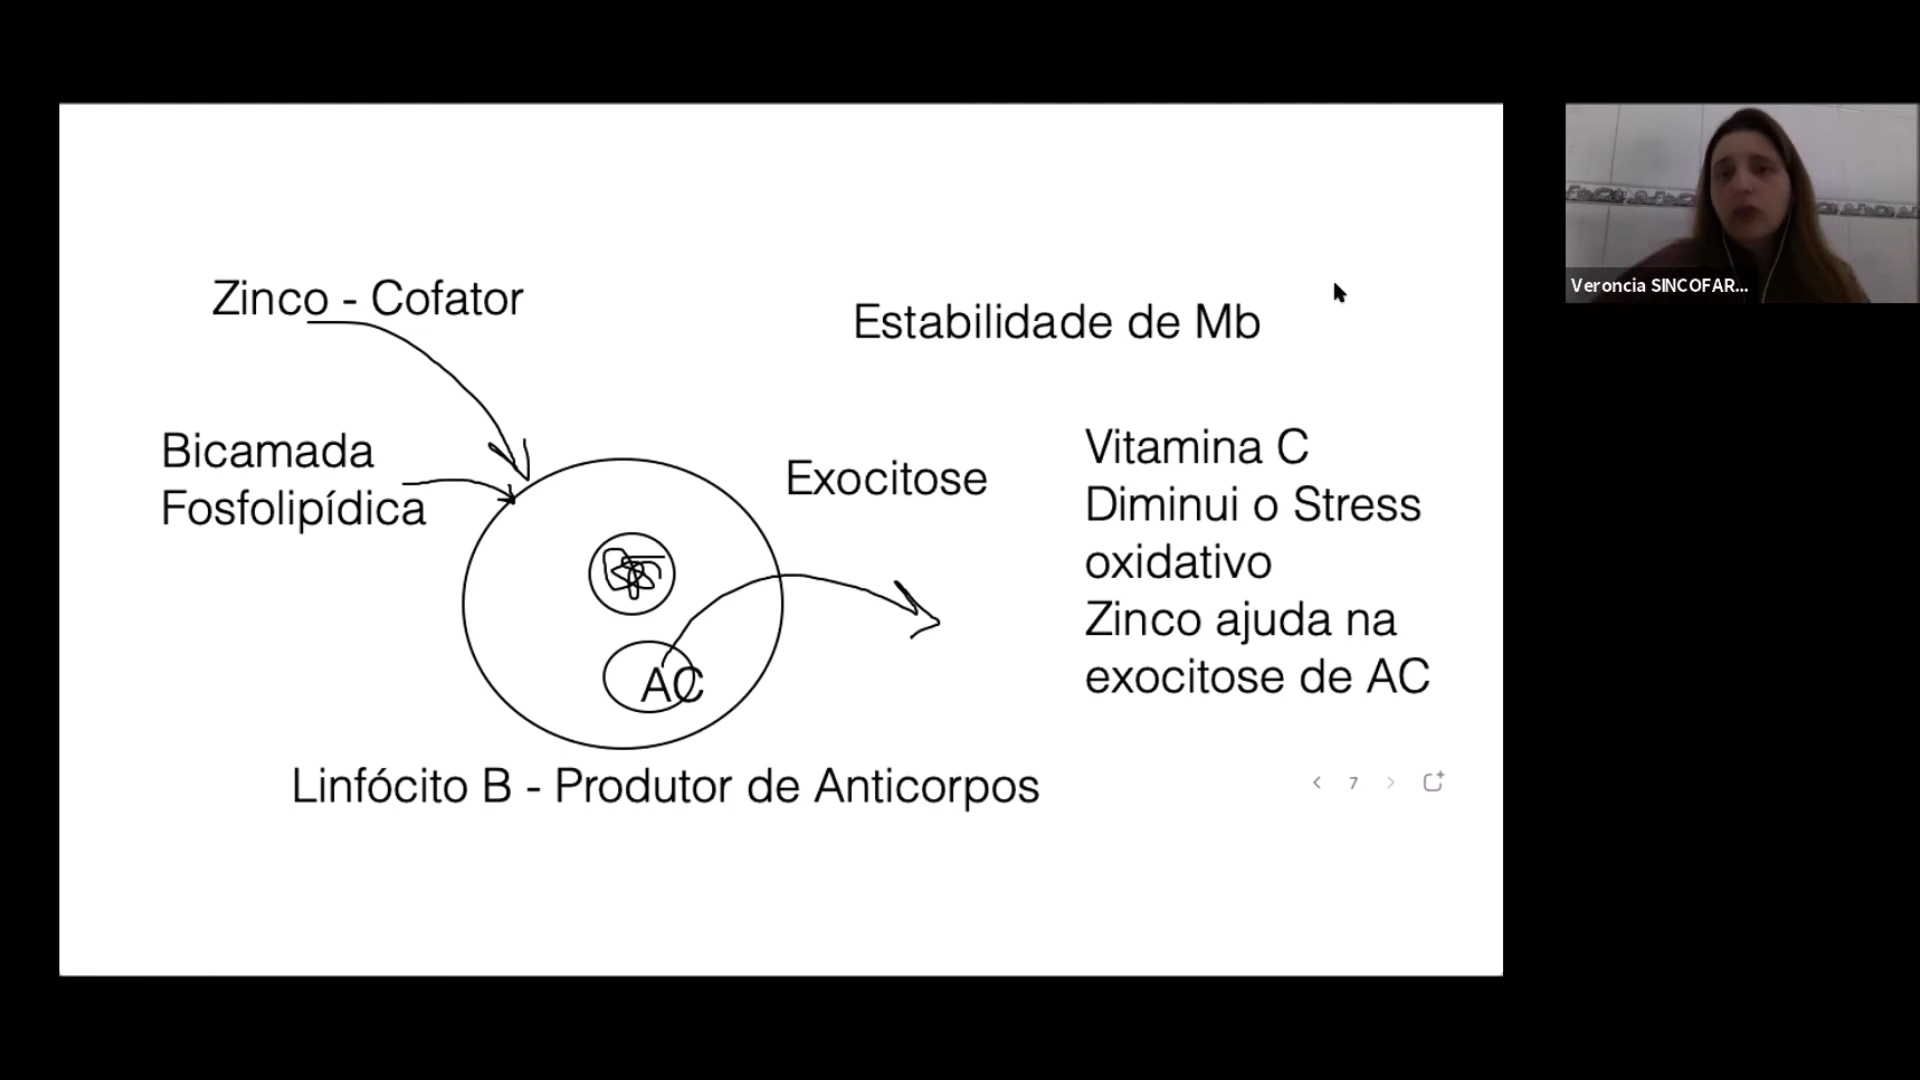 Zinco - Cofator
Estabilidade de Mb
Bicamada
Fosfolipídica
Exocitose
Vitamina C
Diminui o Stress
oxidativo
Zinco ajuda na
exocitose de AC
AC
Linfócito B - Produtor de Anticorpos
7
Veroncia SINCOFAR...